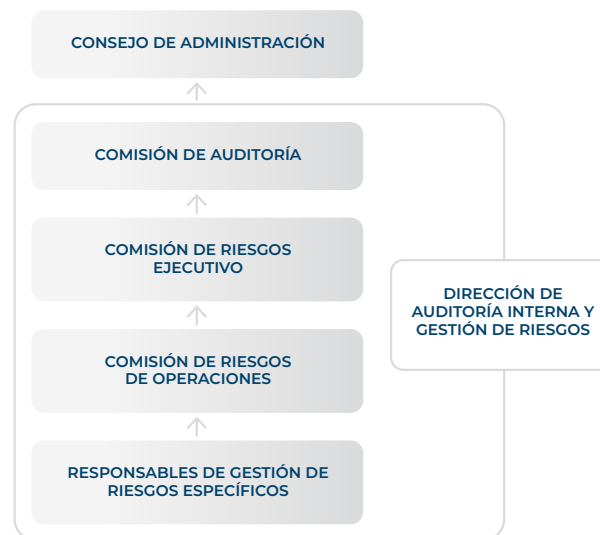 CONSEJO DE ADMINISTRACIÓN
COMISIÓN DE AUDITORÍA
COMISIÓN DE RIESGOS
EJECUTIVO
DIRECCIÓN DE
AUDITORÍA INTERNA Y
GESTIÓN DE RIESGOS
COMISIÓN DE RIESGOS
DE OPERACIONES
RESPONSABLES DE GESTIÓN DE
RIESGOS ESPECÍFICOS